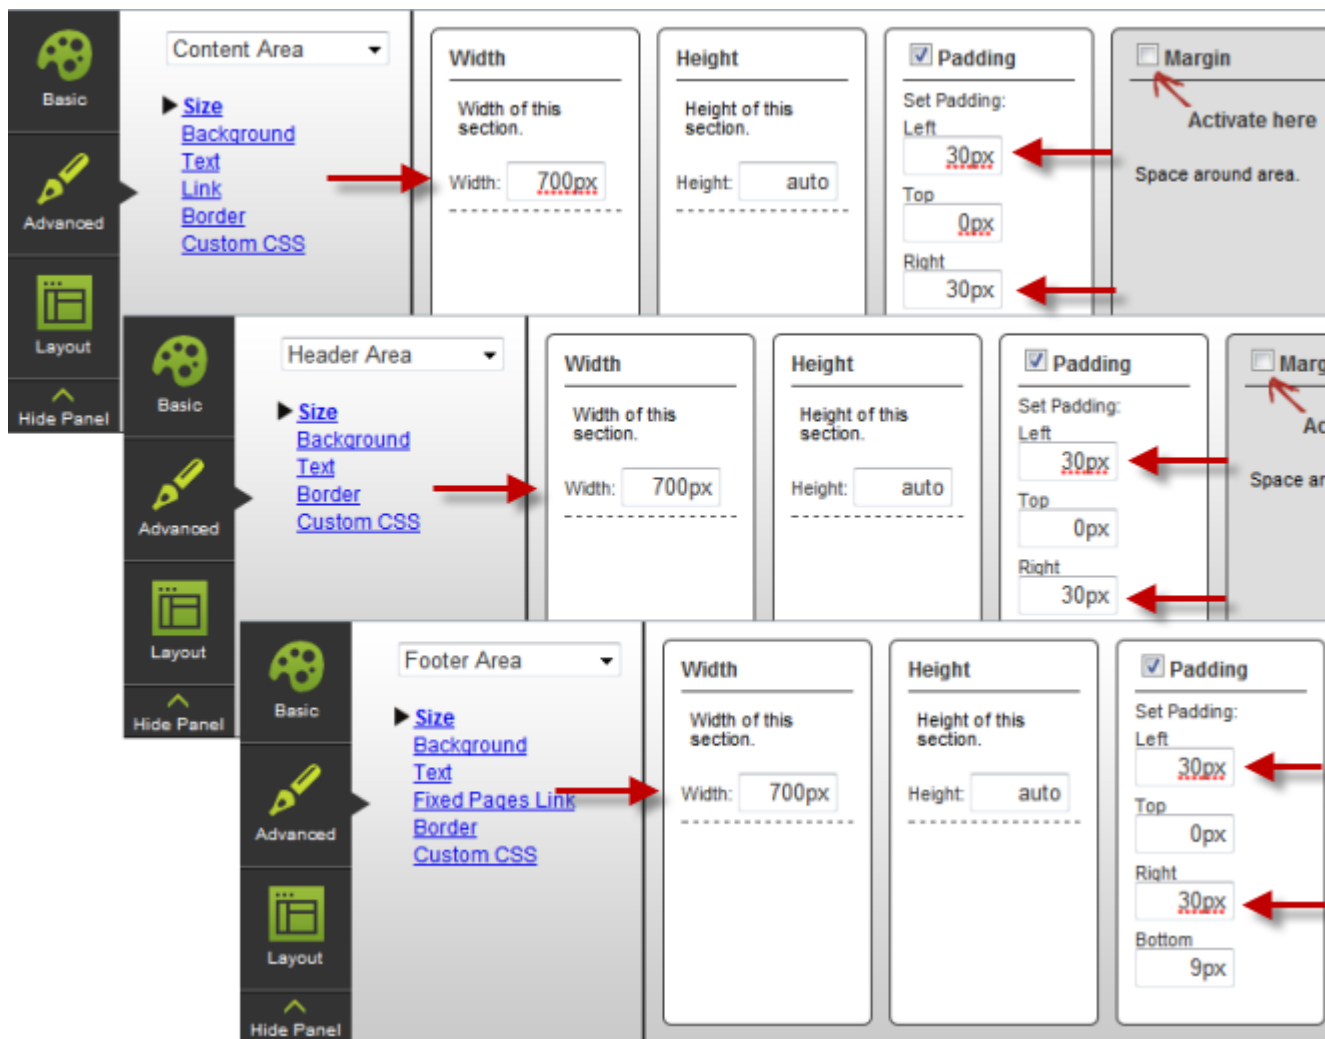 Basic
Advanced
Layout
Hide Panel
Content Area
Size
Background
Text
Link
Border
Custom CSS
Width
Width of this
section.
Width: 700px
Height
Height of this
section.
Height: auto
Padding
Set Padding:
Left
30px
Top
0px
Right
30px
Margin
Activate here
Space around area.
Basic
Advanced
Layout
Hide Panel
Header Area
Size
Background
Text
Border
Custom CSS
Width
Width of this
section.
Width: 700px
Height
Height of this
section.
Height: auto
Padding
Set Padding:
Left
30px
Top
0px
Right
30px
Marg
Ac
Space ar
Basic
Advanced
Layout
Hide Panel
Footer Area
Size
Background
Text
Fixed Pages Link
Border
Custom CSS
Width
Width of this
section.
Width: 700px
Height
Height of this
section.
Height: auto
Padding
Set Padding:
Left
30px
Top
0px
Right
30px
Bottom
9px